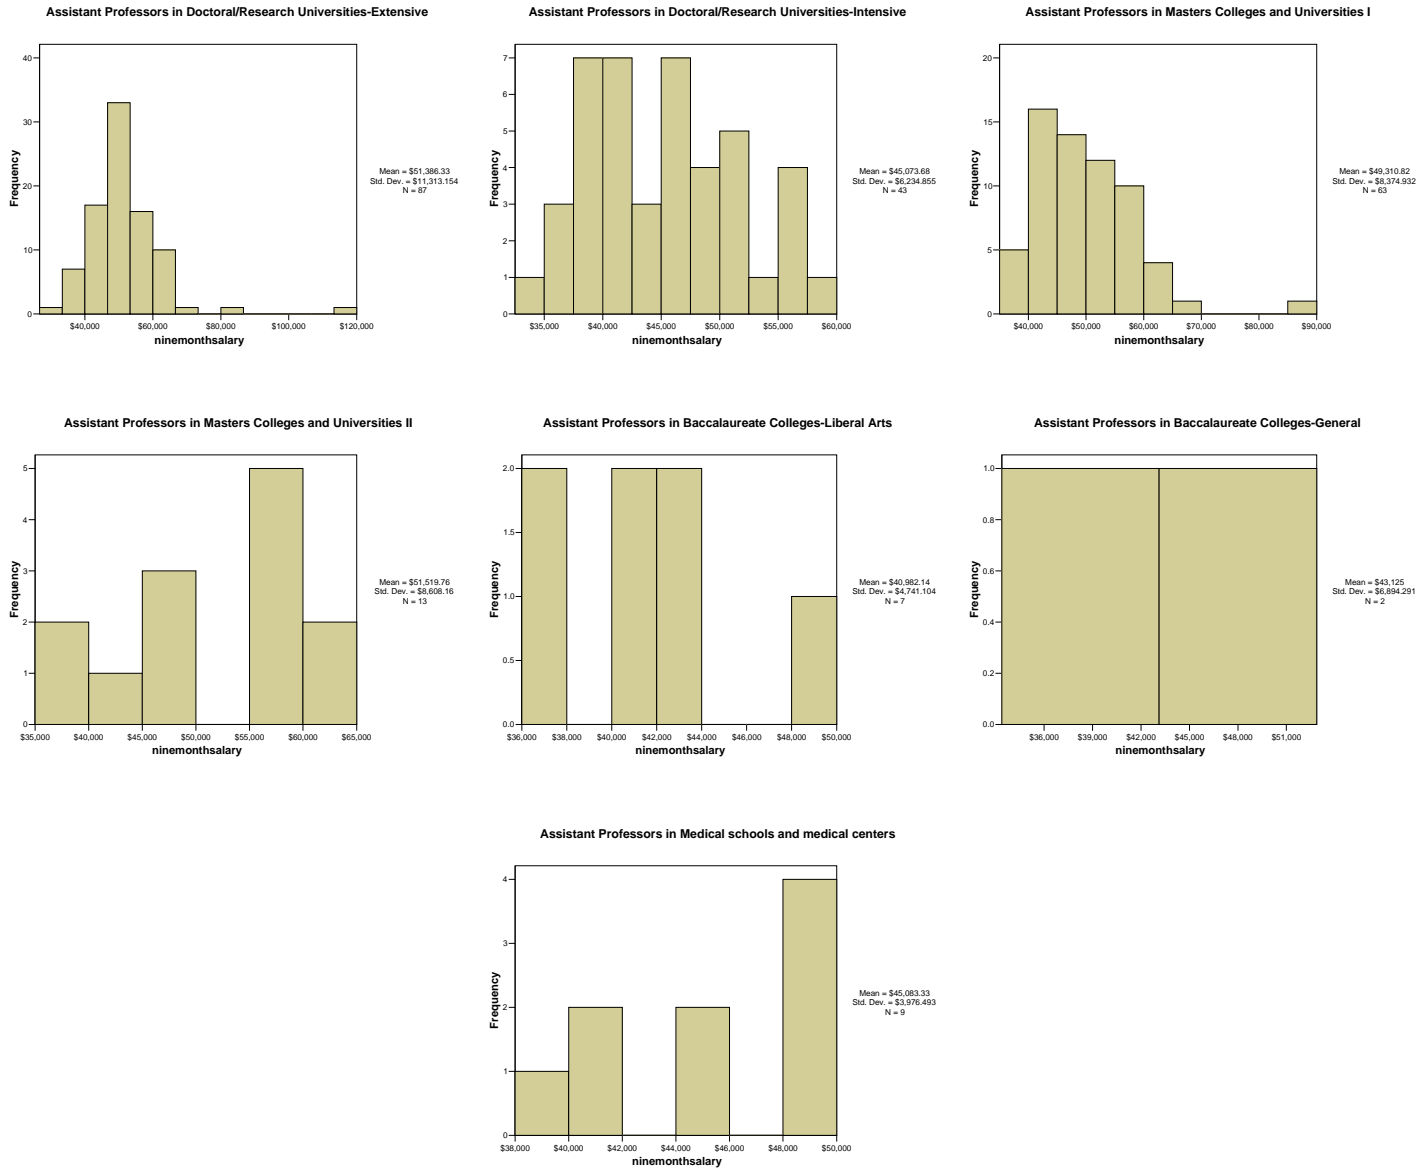 Assistant Professors in Doctoral/Research Universities-Extensive
40
30
20
10
0
Frequency
$40,000 $60,000 $80,000 $100,000 $120,000
ninemonthsalary
Mean = $51,386.33
Std. Dev. = $11,313.154
N = 87
Assistant Professors in Doctoral/Research Universities-Intensive
7
6
5
4
3
2
1
0
Frequency
$35,000 $40,000 $45,000 $50,000 $55,000 $60,000
ninemonthsalary
Mean = $45,073.68
Std. Dev. = $6,234.855
N = 43
Assistant Professors in Masters Colleges and Universities I
20
15
10
5
0
Frequency
$40,000 $50,000 $60,000 $70,000 $80,000 $90,000
ninemonthsalary
Mean = $49,310.82
Std. Dev. = $8,374.932
N = 63
Assistant Professors in Masters Colleges and Universities II
5
4
3
2
1
0
Frequency
$35,000 $40,000 $45,000 $50,000 $55,000 $60,000 $65,000
ninemonthsalary
Mean = $51,519.76
Std. Dev. = $8,608.16
N = 13
Assistant Professors in Baccalaureate Colleges-Liberal Arts
2.0
1.5
1.0
0.5
0.0
Frequency
$36,000 $38,000 $40,000 $42,000 $44,000 $46,000 $48,000 $50,000
ninemonthsalary
Mean = $40,982.14
Std. Dev. = $4,741.104
N = 7
Assistant Professors in Baccalaureate Colleges-General
1.0
0.8
0.6
0.4
0.2
0.0
Frequency
$36,000 $39,000 $42,000 $45,000 $48,000 $51,000
ninemonthsalary
Mean = $43,125
Std. Dev. = $6,894.291
N = 2
Assistant Professors in Medical schools and medical centers
4
3
2
1
0
Frequency
$38,000 $40,000 $42,000 $44,000 $46,000 $48,000 $50,000
ninemonthsalary
Mean = $45,083.33
Std. Dev. = $3,976.493
N = 9